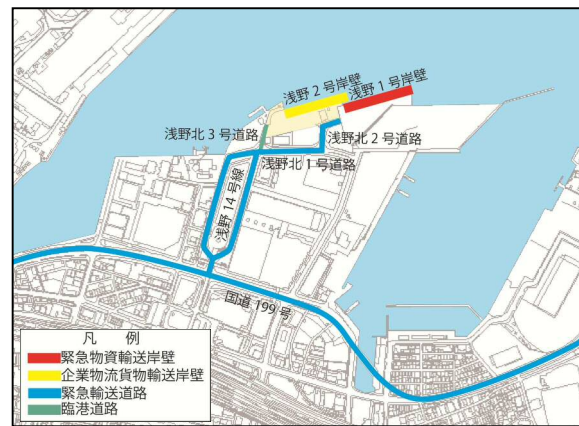 浅野2号岸壁
浅野1号岸壁
浅野北3号道路
浅野北2号道路
浅野北1号道路
浅野14号線
国道199号
凡 例
緊急物資輸送岸壁
企業物流貨物輸送岸壁
緊急輸送道路
臨港道路